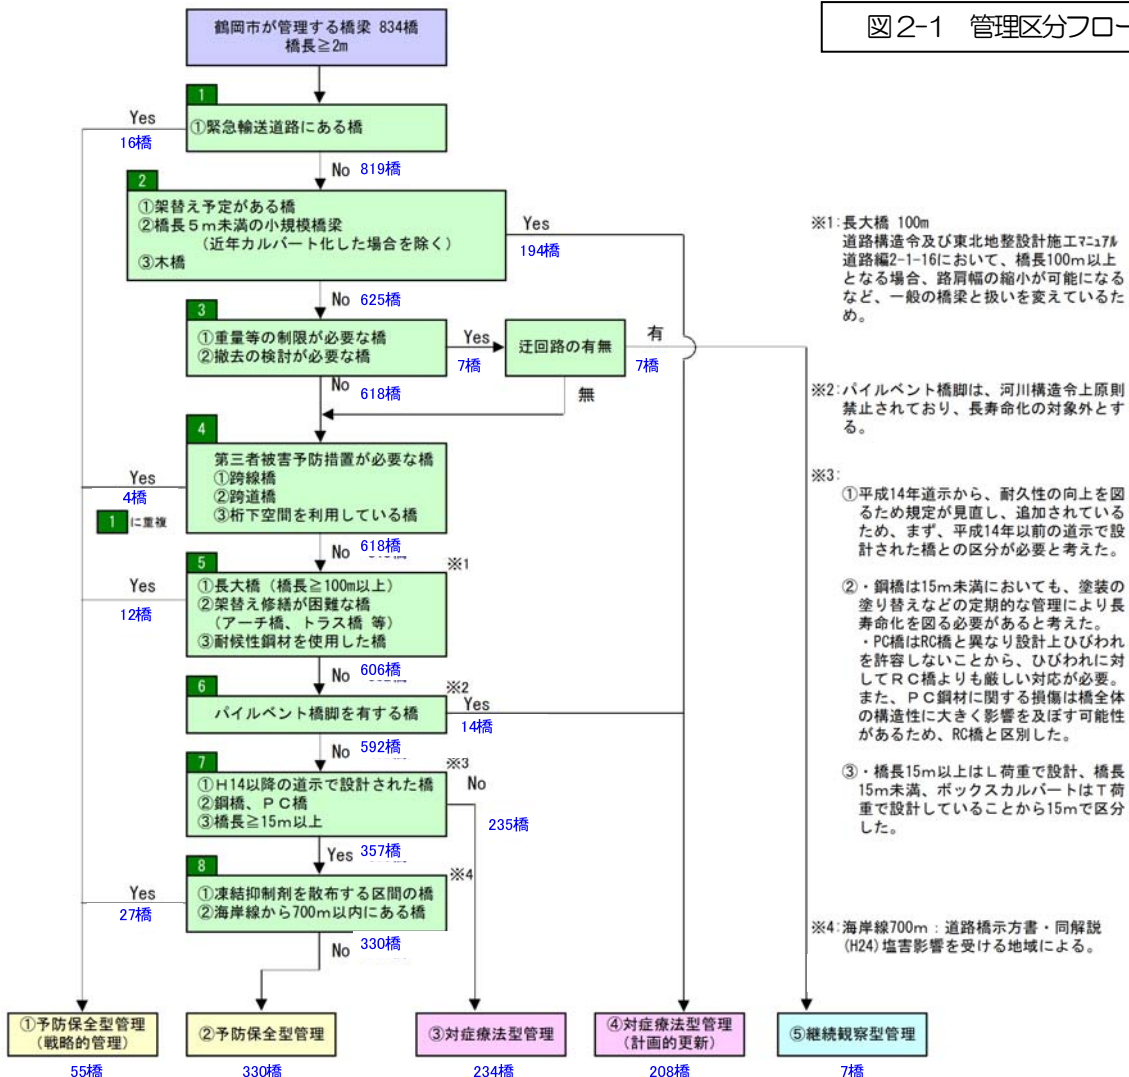 図2-1 管理区分フロー
鶴岡市が管理する橋梁 834橋
橋長≧2m
1
①緊急輸送道路にある橋
Yes
16橋
No 819橋
2
①架替え予定がある橋
②橋長5m未満の小規模橋梁
(近年カルバート化した場合を除く)
③木橋
Yes
194橋
No 625橋
3
①重量等の制限が必要な橋
②撤去の検討が必要な橋
Yes
7橋
迂回路の有無
有
7橋
無
No
618橋
4
第三者被害予防措置が必要な橋
①跨線橋
②跨道橋
③桁下空間を利用している橋
Yes
4橋
1 に重複
No 618橋
5
※1
①長大橋(橋長≧100m以上)
②架替え修繕が困難な橋
(アーチ橋、トラス橋 等)
③耐候性鋼材を使用した橋
Yes
12橋
No 606橋
6
※2
パイルベント橋脚を有する橋
Yes
14橋
No 592橋
7
※3
①H14以降の道示で設計された橋
②鋼橋、PC橋
③橋長≧15m以上
No
235橋
Yes 357橋
8
※4
①凍結抑制剤を散布する区間の橋
②海岸線から700m以内にある橋
Yes
27橋
No 330橋
①予防保全型管理
(戦略的管理)
55橋
②予防保全型管理
330橋
③対症療法型管理
234橋
④対症療法型管理
(計画的更新)
208橋
⑤継続観察型管理
7橋
※1:長大橋 100m
道路構造令及び東北地整設計施工マニュアル
道路編2-1-16において、橋長100m以上
となる場合、路肩幅の縮小が可能になる
など、一般の橋梁と扱いを変えているた
め。
※2:パイルベント橋脚は、河川構造令上原則
禁止されており、長寿命化の対象外とす
る。
※3:
①平成14年道示から、耐久性の向上を図
るため規定が見直し、追加されている
ため、まず、平成14年以前の道示で設
計された橋との区分が必要と考えた。
②・鋼橋は15m未満においても、塗装の
塗り替えなどの定期的な管理により長
寿命化を図る必要があると考えた。
・PC橋はRC橋と異なり設計上ひびわれ
を許容しないことから、ひびわれに対
してRC橋よりも厳しい対応が必要。
また、PC鋼材に関する損傷は橋全体
の構造性に大きく影響を及ぼす可能性
があるため、RC橋と区別した。
③・橋長15m以上はL荷重で設計、橋長
15m未満、ボックスカルバートはT荷
重で設計していることから15mで区分
した。
※4:海岸線700m:道路橋示方書・同解説
(H24)塩害影響を受ける地域による。